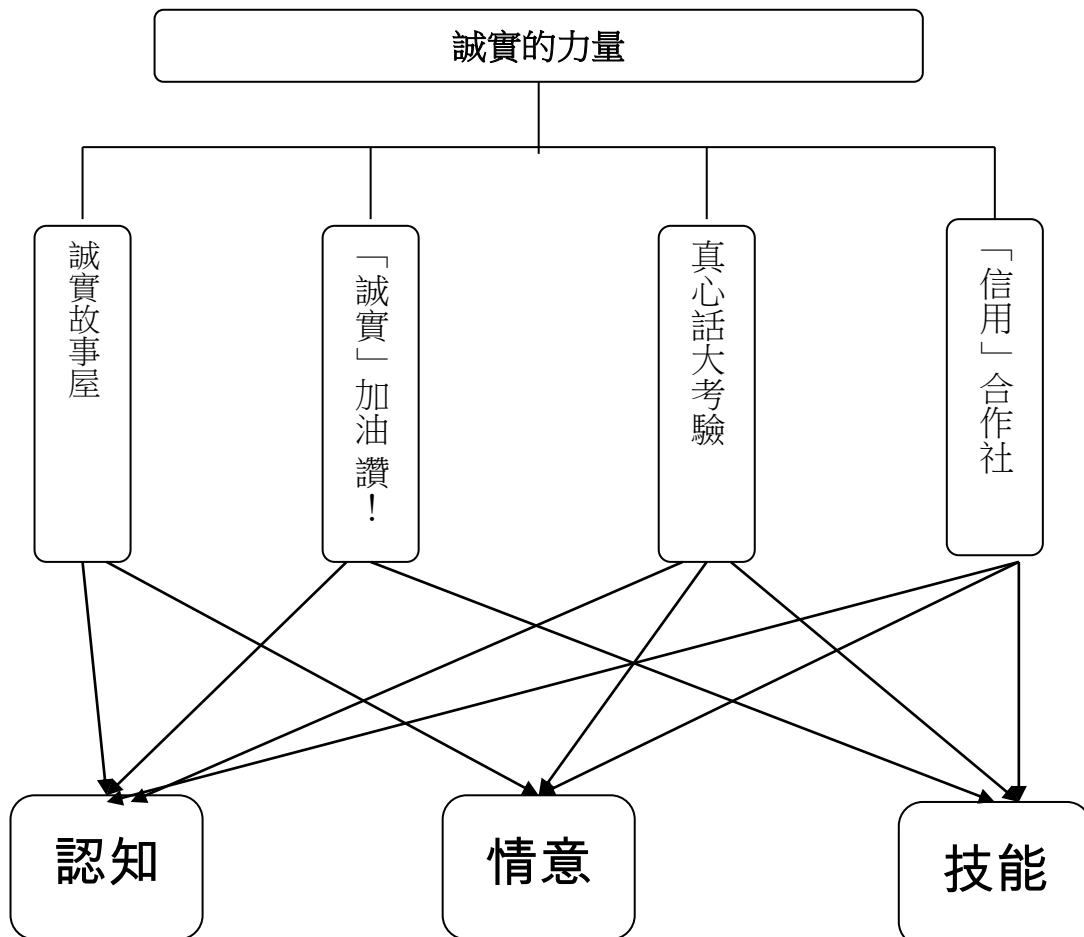 誠實的力量
誠實故事屋
「誠實」加油 讚！
真心話大考驗
「信用」合作社
認知
情意
技能